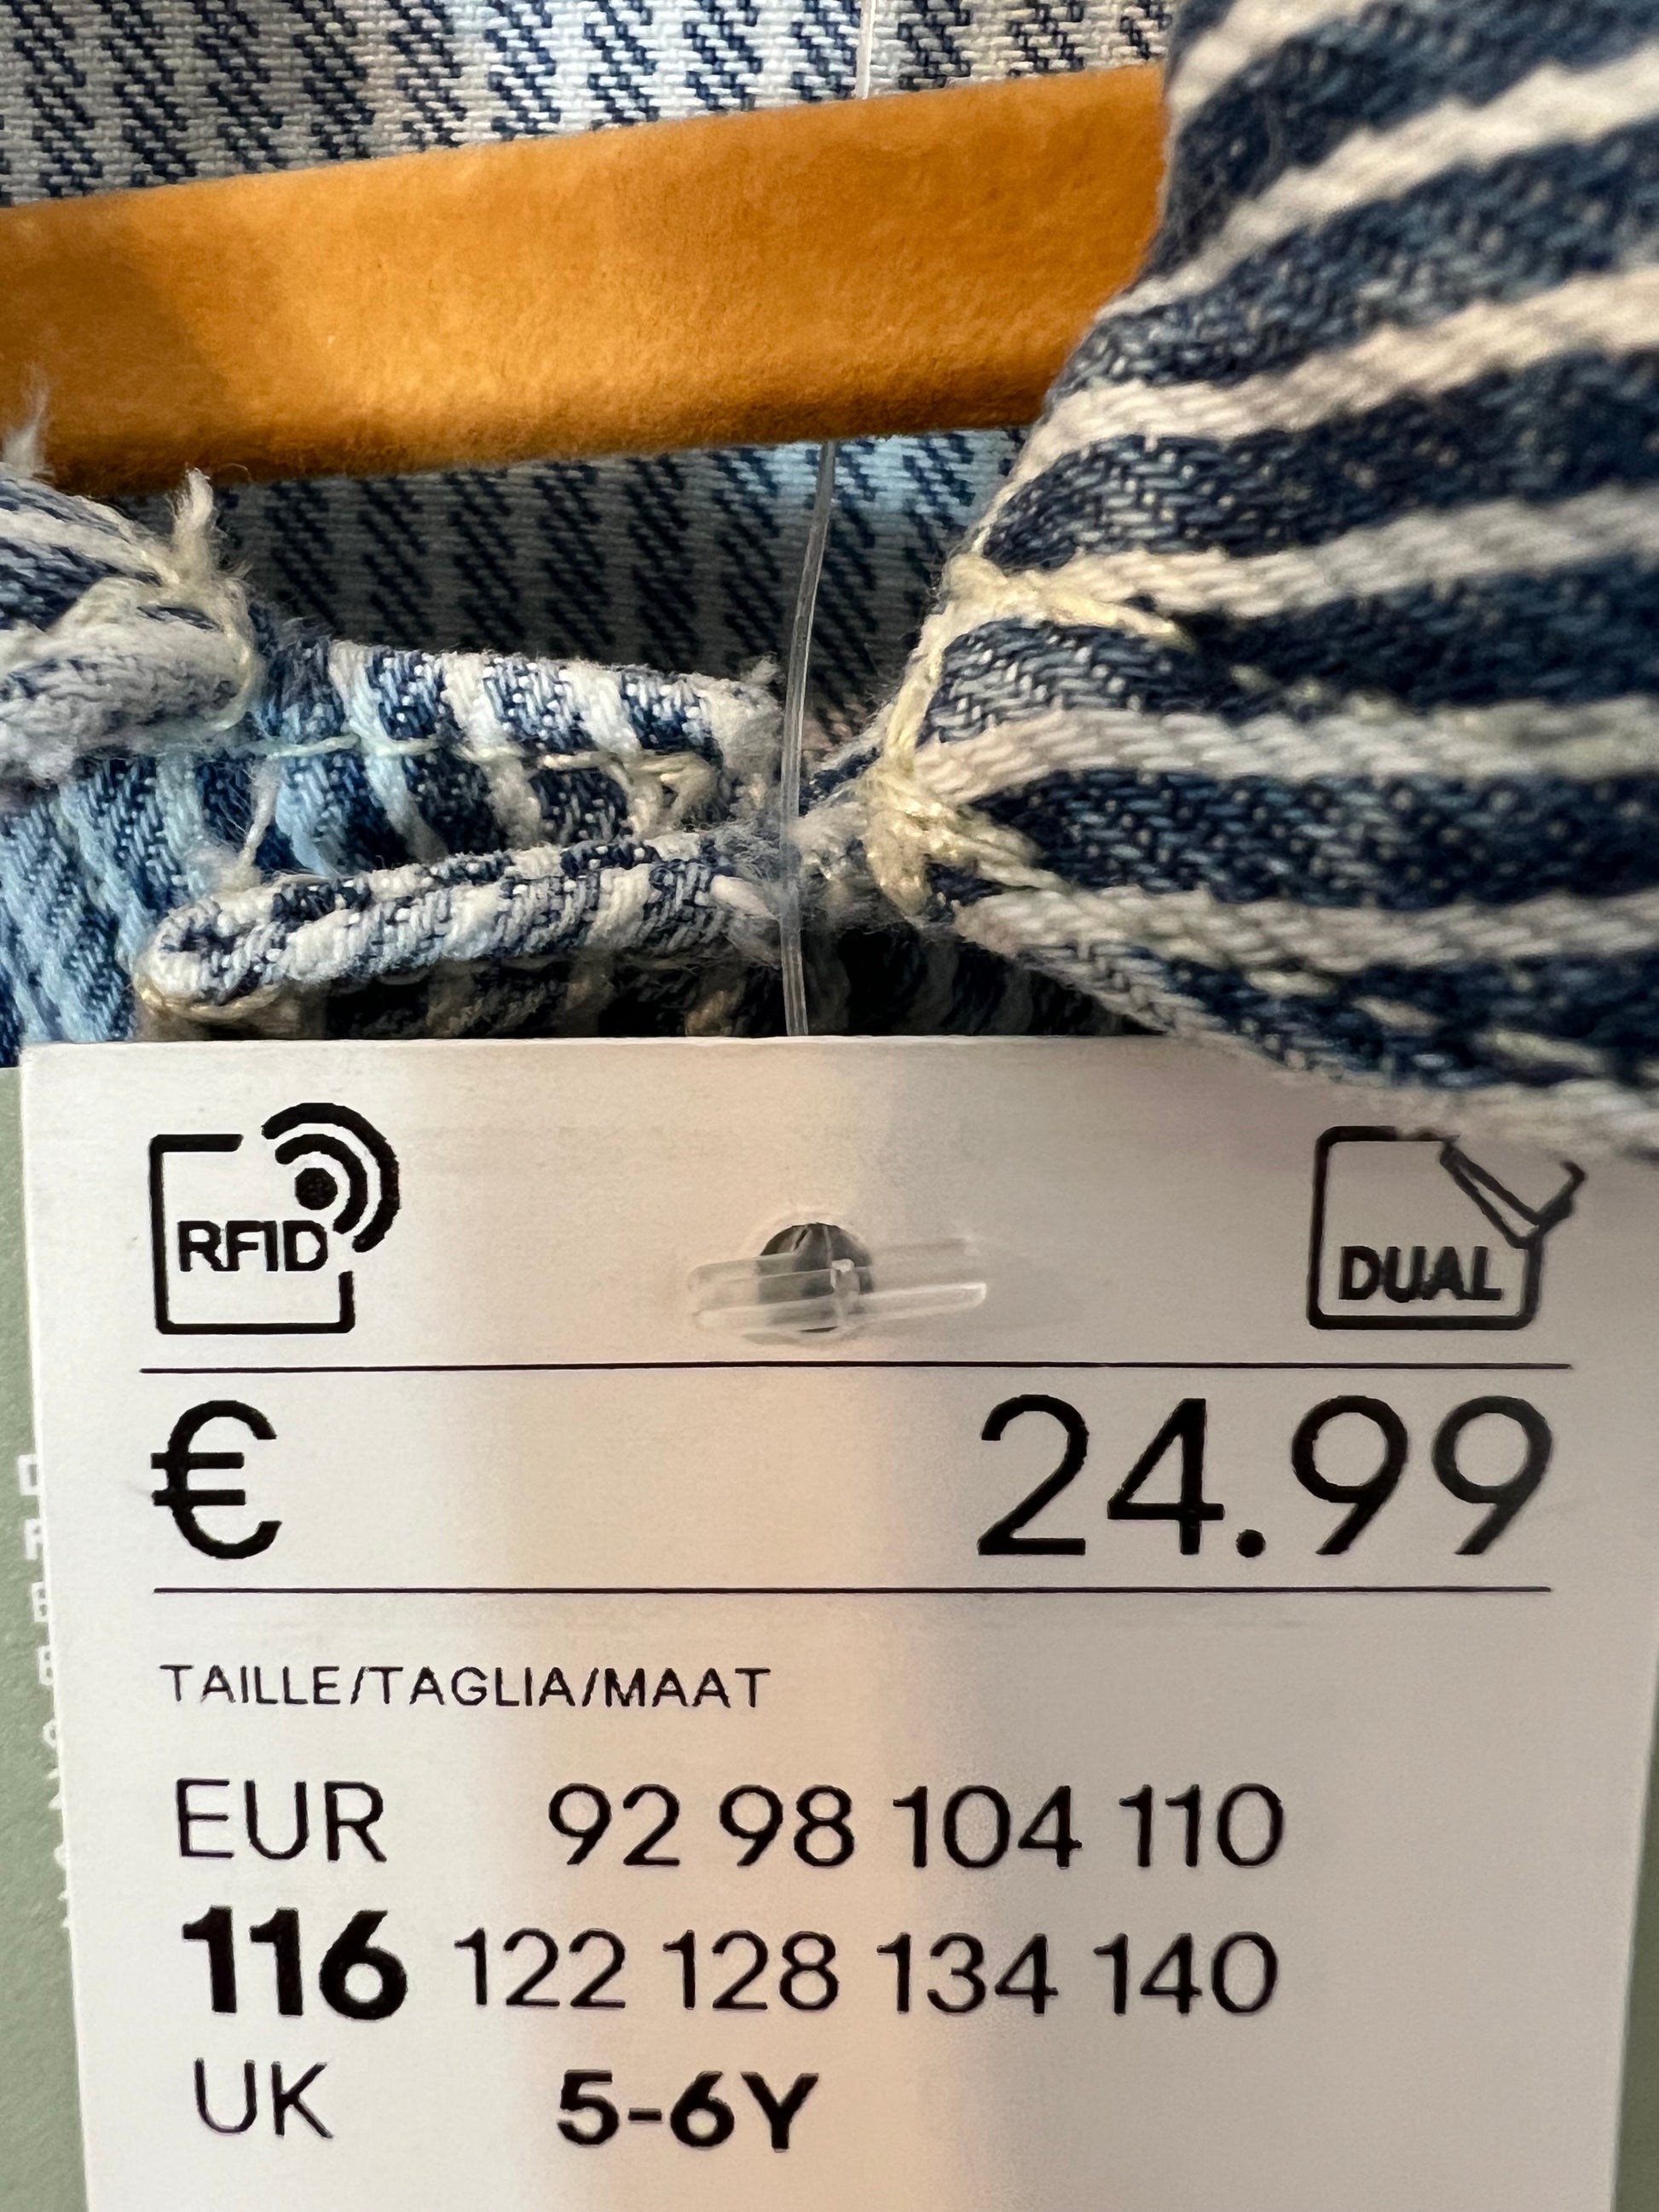 RFID
DUAL
€ 24.99
TAILLE/TAGLIA/MAAT
EUR 92 98 104 110
116 122 128 134 140
UK 5-6Y